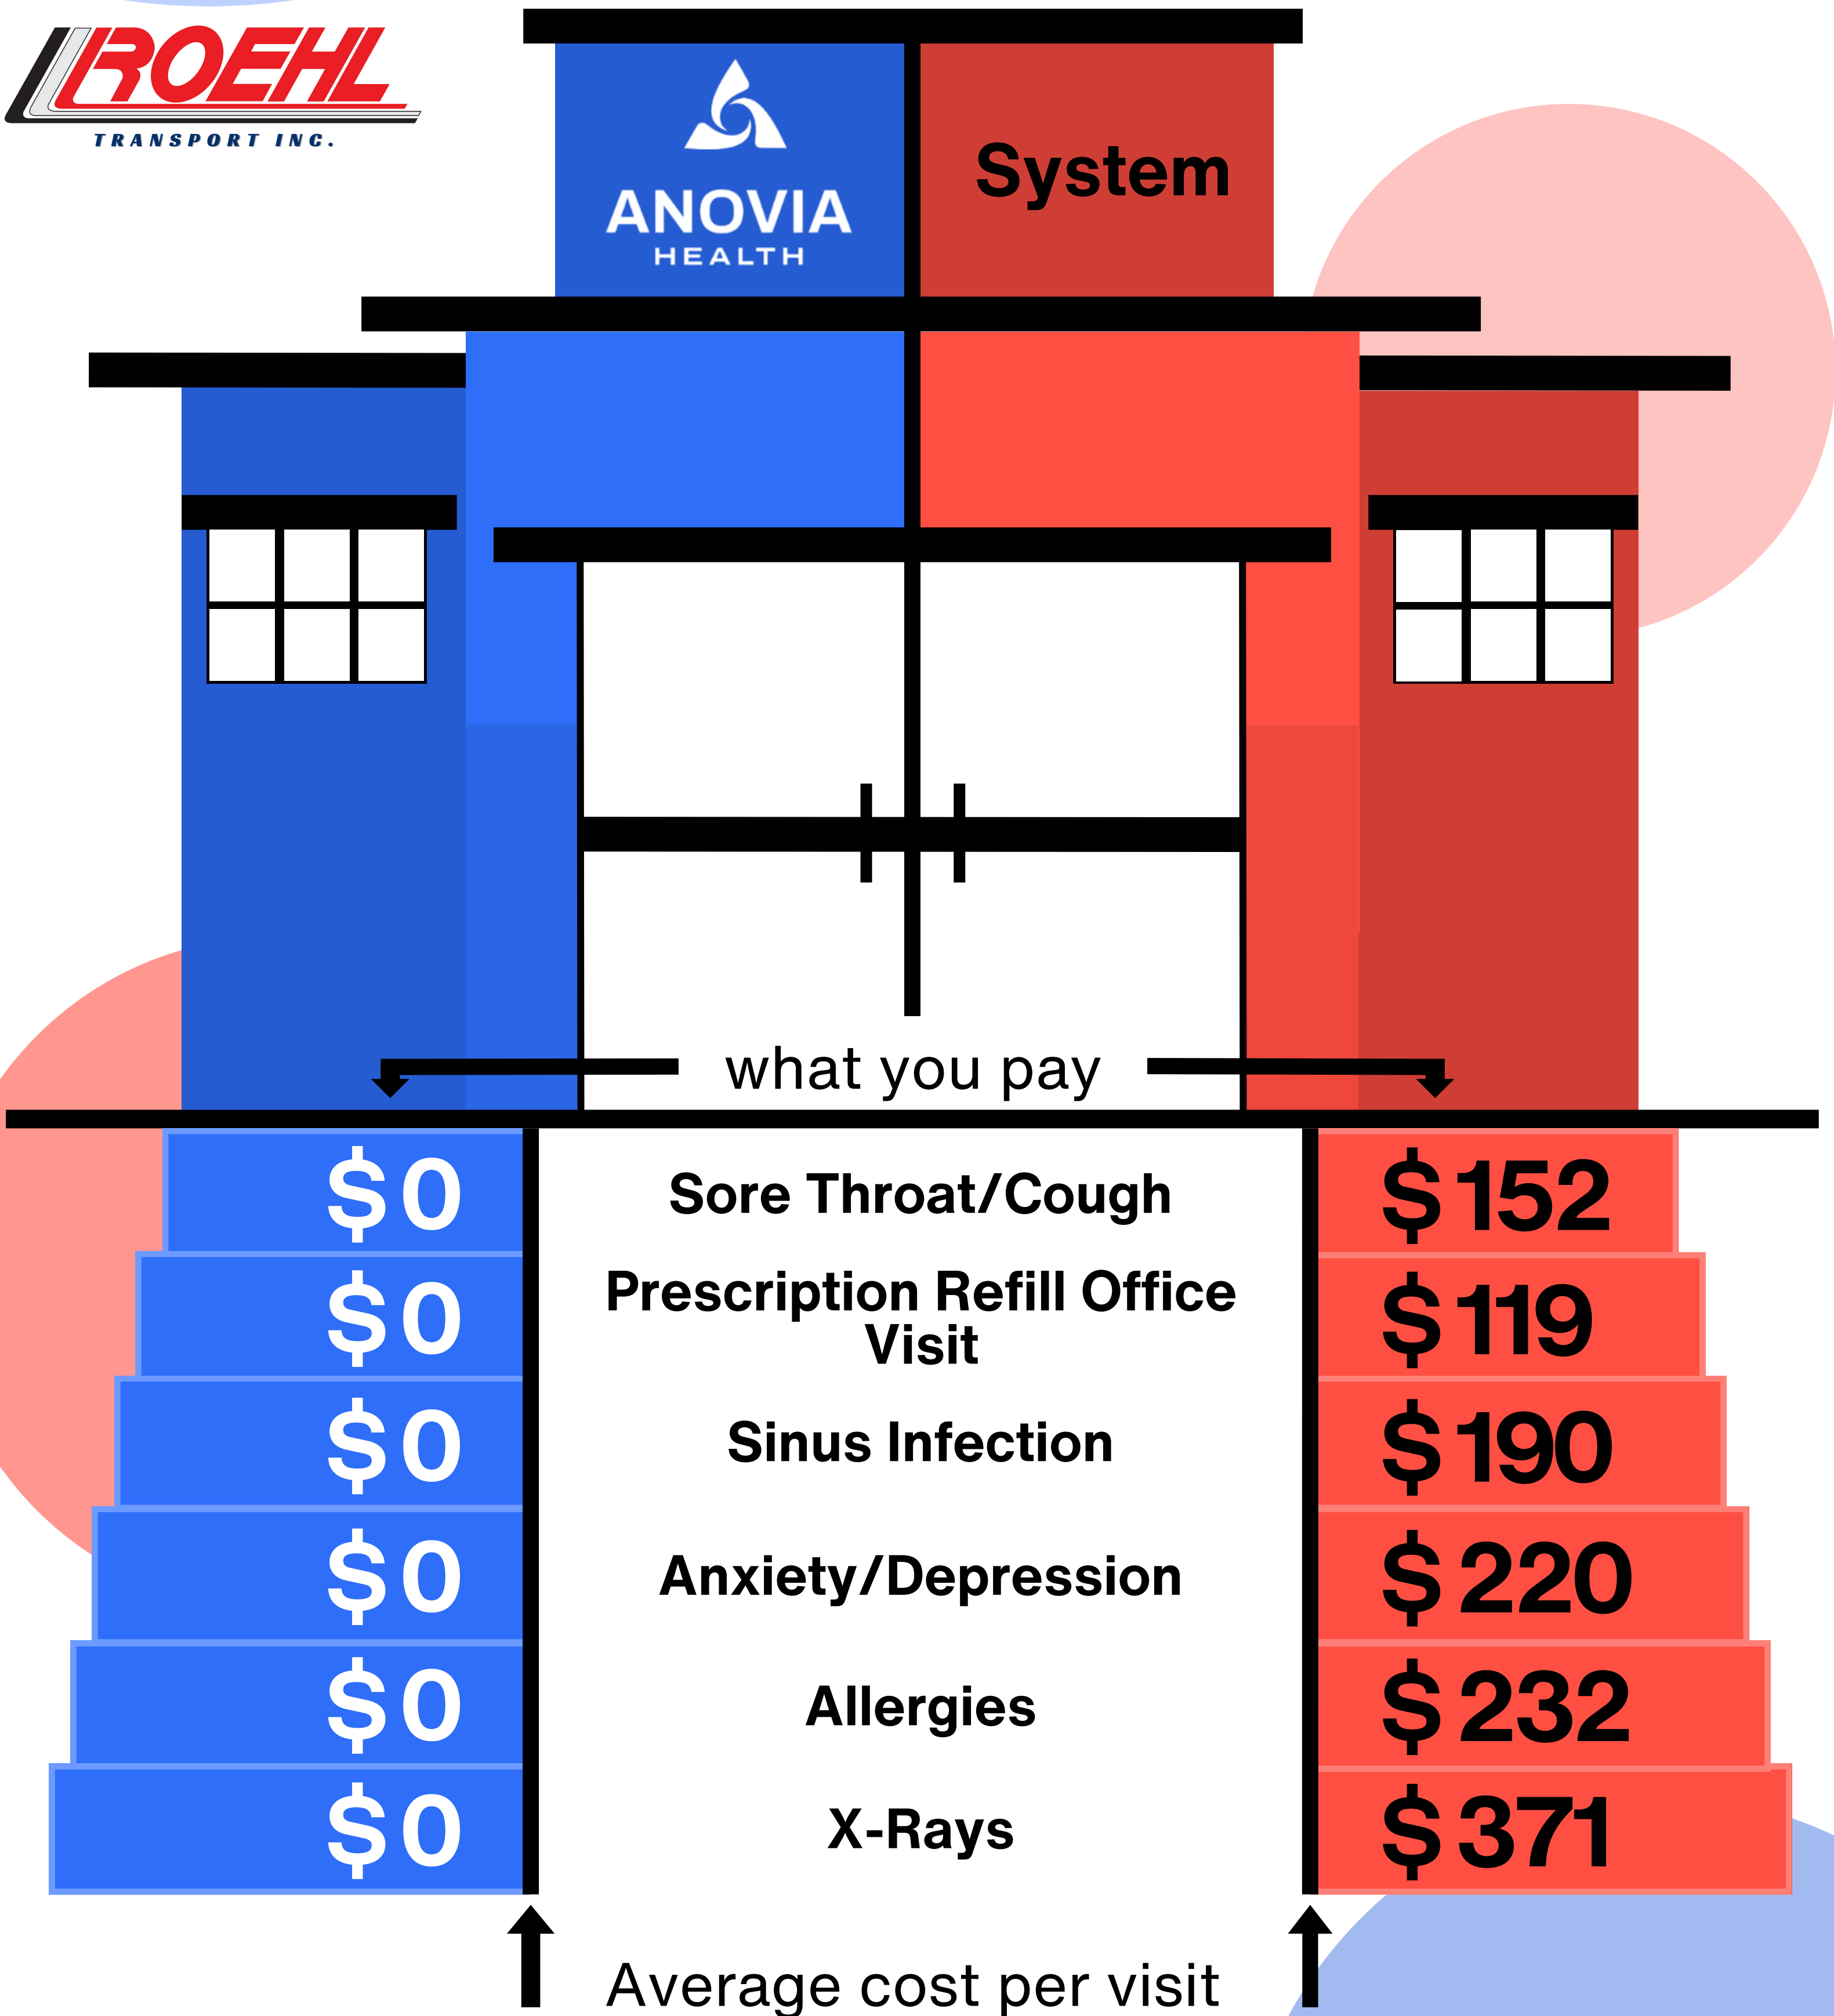 ROEHL
TRANSPORT INC.
ANOVIA
HEALTH
System
what you pay
$0 Sore Throat/Cough $152
$0 Prescription Refill Office Visit $119
$0 Sinus Infection $190
$0 Anxiety/Depression $220
$0 Allergies $232
$0 X-Rays $371
Average cost per visit